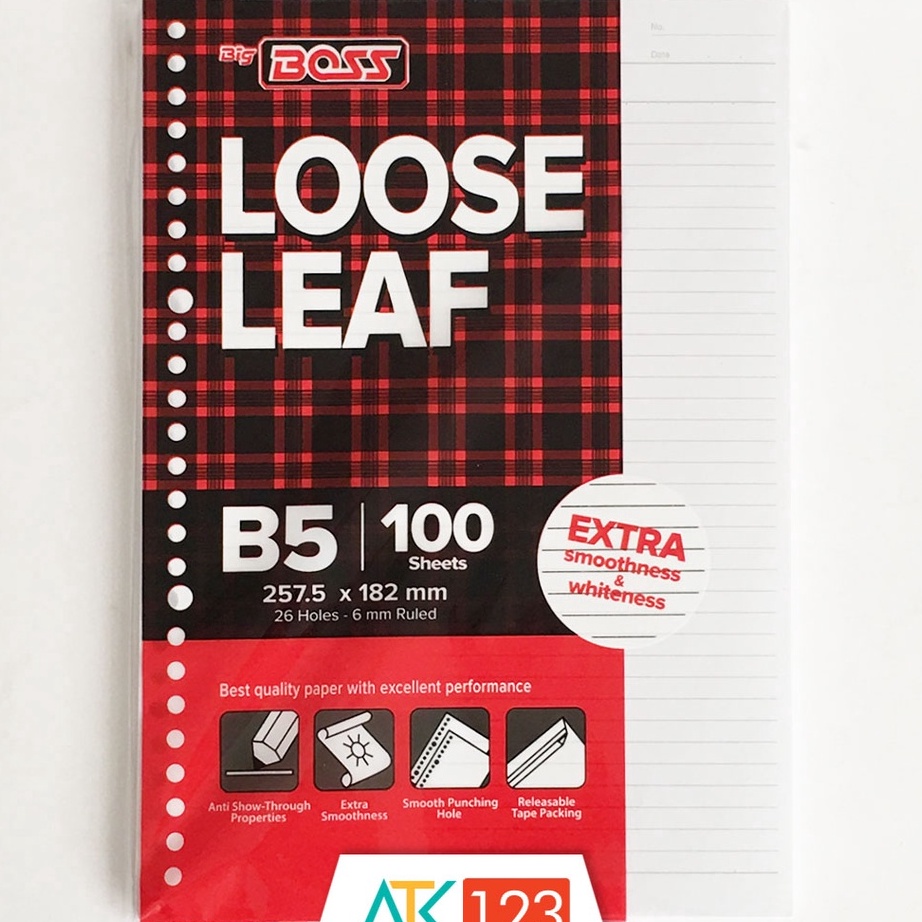 Big BOSS
LOOSE
LEAF
B5 | 100
Sheets
257.5 x 182 mm
26 Holes - 6 mm Ruled
No.
Date
EXTRA
smoothness
&
whiteness
Best quality paper with excellent performance
Anti Show-Through
Properties
Extra
Smoothness
Smooth Punching
Hole
Releasable
Tape Packing
ATK 123